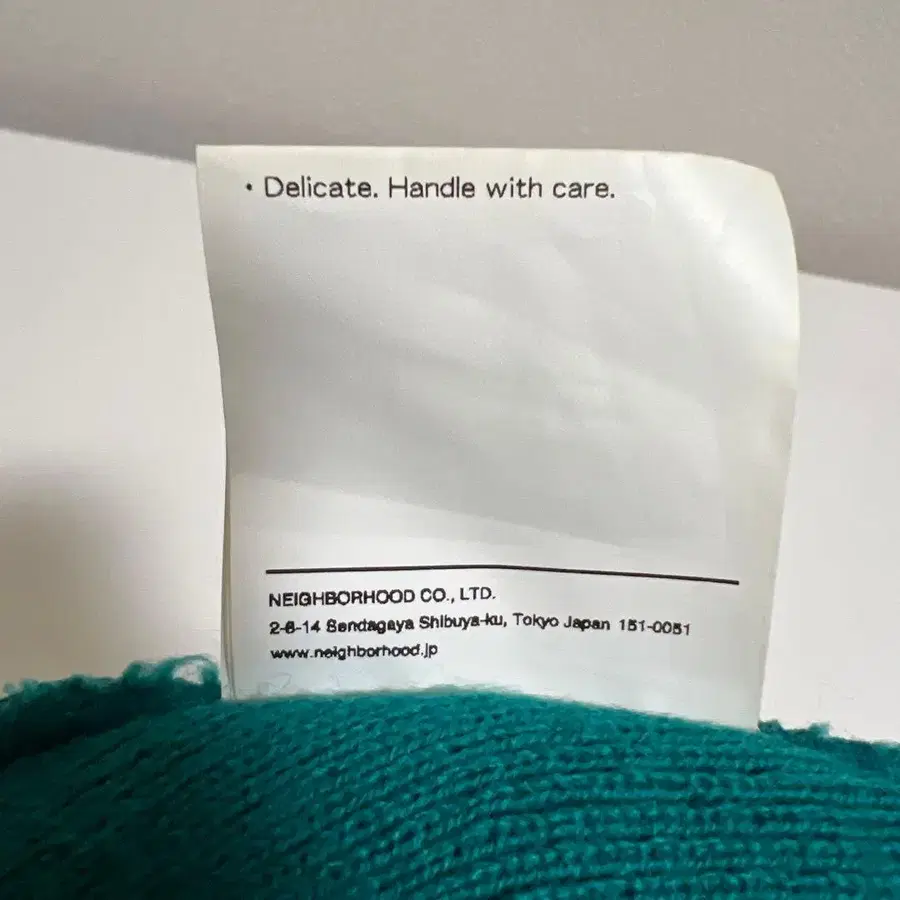 • Delicate. Handle with care.
NEIGHBORHOOD CO., LTD.
2-6-14 Sendagaya Shibuya-ku, Tokyo Japan 151-0051
www.neighborhood.jp